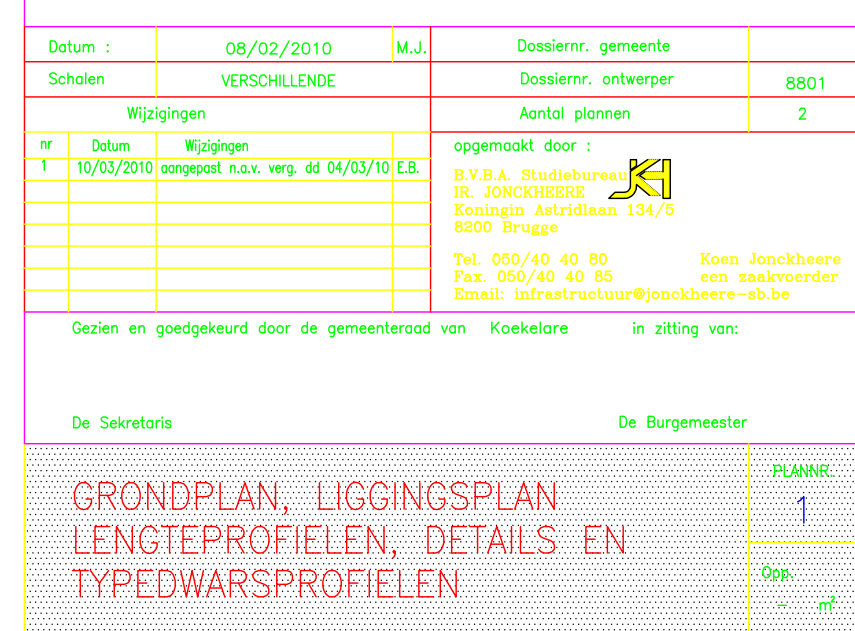 Datum : 08/02/2010 M.J. Dossiernr. gemeente
Schalen VERSCHILLENDE Dossiernr. ontwerper 8801
Wijzigingen Aantal plannen 2
nr Datum Wijzigingen
1 10/03/2010 aangepast n.a.v. verg. dd 04/03/10 E.B.
opgemaakt door :
B.V.B.A. Studiebureau JKH
IR. JONCKHEERE
Koningin Astridlaan 134/5
8200 Brugge
Tel. 050/40 40 80 Koen Jonckheere
Fax. 050/40 40 85 een zaakvoerder
Email: infrastructuur@jonckheere-sb.be
Gezien en goedgekeurd door de gemeenteraad van Koekelare in zitting van:
De Sekretaris De Burgemeester
GRONDPLAN, LIGGINGSPLAN
LENGTEPROFIELEN, DETAILS EN
TYPEDWARSPROFIELEN
PLANNR.
1
Opp.
- m²